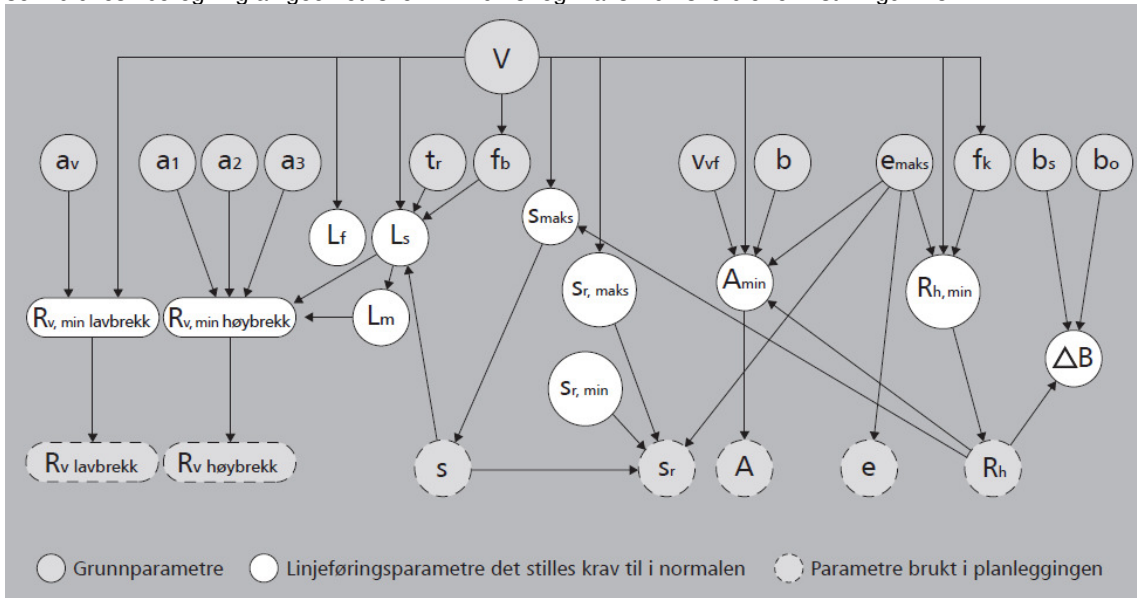 V
av a1 a2 a3 tr fb vvf b emaks fk bs bo
smaks
Lf Ls
sr, maks Amin Rh, min
Rv, min lavbrekk Rv, min høybrekk Lm
△B
sr, min
Rv lavbrekk Rv høybrekk s sr A e Rh
Grunnparametre Linjeføringsparametre det stilles krav til i normalen Parametre brukt i planleggingen